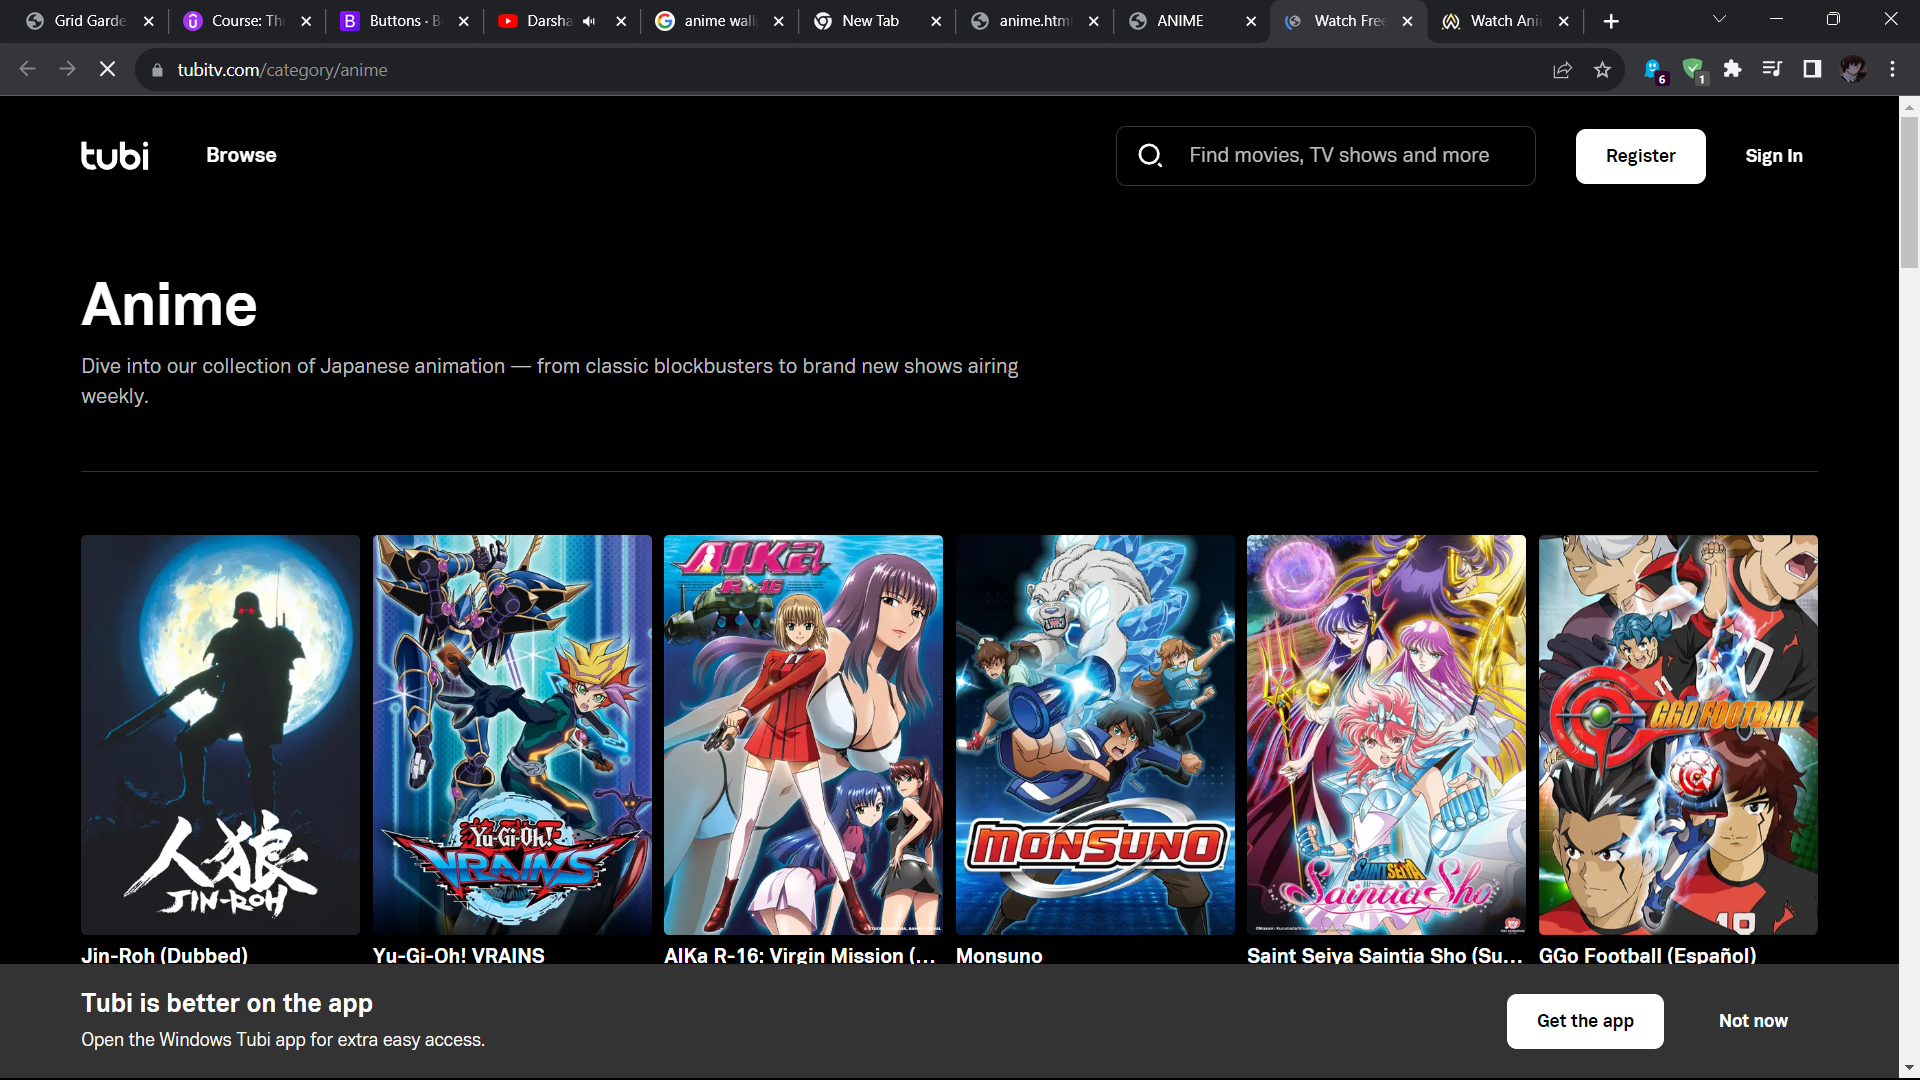 Grid Garde
Course: Th
Buttons · B
Darsha
anime wall
New Tab
anime.htm
ANIME
Watch Free
Watch Ani
tubitv.com/category/anime
6
1
tubi
Browse
Find movies, TV shows and more
Register
Sign In
Anime
Dive into our collection of Japanese animation — from classic blockbusters to brand new shows airing
weekly.
人狼
JIN-ROH
Yu-Gi-Oh!
VRAINS
AIKa
R-16
MONSUNO
SAINT SEIYA
Saintia Sho
11
GGO FOOTBALL
10
Jin-Roh (Dubbed)
Yu-Gi-Oh! VRAINS
AIKa R-16: Virgin Mission (...
Monsuno
Saint Seiya Saintia Sho (Su...
GGo Football (Español)
Tubi is better on the app
Open the Windows Tubi app for extra easy access.
Get the app
Not now